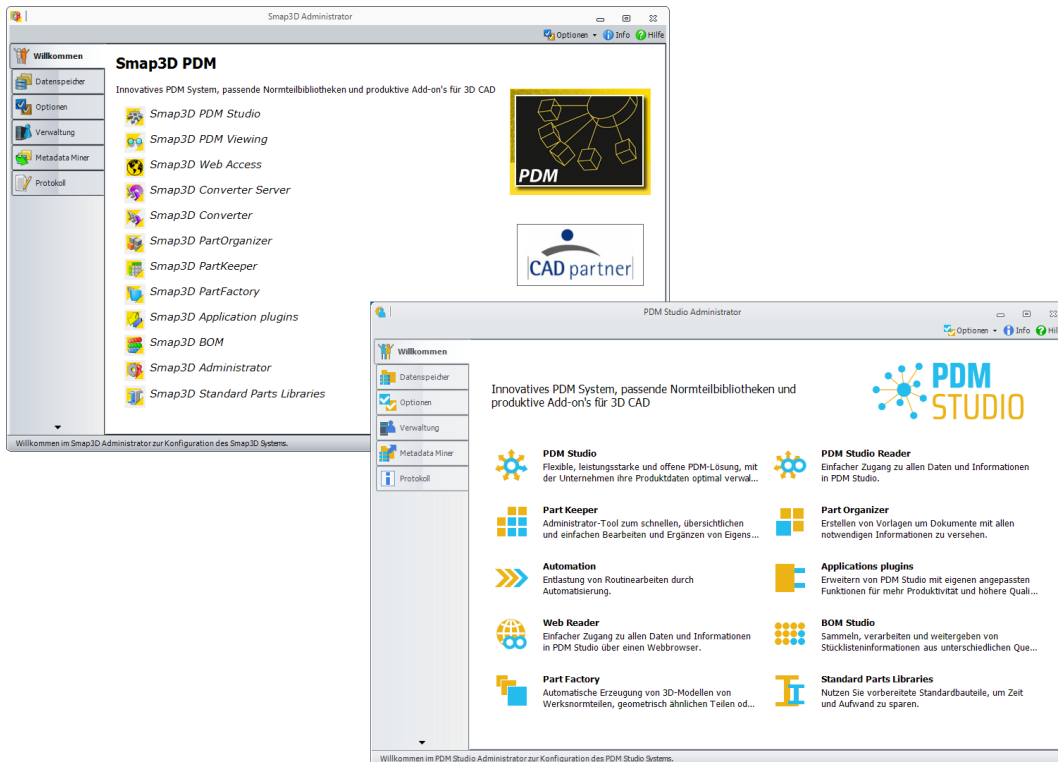 Smap3D Administrator
Optionen
Info
Hilfe
Willkommen
Datenspeicher
Optionen
Verwaltung
Metadata Miner
Protokoll
Smap3D PDM
Innovatives PDM System, passende Normteilbibliotheken und produktive Add-on's für 3D CAD
Smap3D PDM Studio
Smap3D PDM Viewing
Smap3D Web Access
Smap3D Converter Server
Smap3D Converter
Smap3D PartOrganizer
Smap3D PartKeeper
Smap3D PartFactory
Smap3D Application plugins
Smap3D BOM
Smap3D Administrator
Smap3D Standard Parts Libraries
PDM
CAD partner
Willkommen im Smap3D Administrator zur Konfiguration des Smap3D Systems.
PDM Studio Administrator
Optionen
Info
Hil
Willkommen
Datenspeicher
Optionen
Verwaltung
Metadata Miner
Protokoll
Innovatives PDM System, passende Normteilbibliotheken und
produktive Add-on's für 3D CAD
PDM
STUDIO
PDM Studio
Flexible, leistungsstarke und offene PDM-Lösung, mit
der Unternehmen ihre Produktdaten optimal verwal...
PDM Studio Reader
Einfacher Zugang zu allen Daten und Informationen
in PDM Studio.
Part Keeper
Administrator-Tool zum schnellen, übersichtlichen
und einfachen Bearbeiten und Ergänzen von Eigens...
Part Organizer
Erstellen von Vorlagen um Dokumente mit allen
notwendigen Informationen zu versehen.
Automation
Entlastung von Routinearbeiten durch
Automatisierung.
Applications plugins
Erweitern von PDM Studio mit eigenen angepassten
Funktionen für mehr Produktivität und höhere Quali...
Web Reader
Einfacher Zugang zu allen Daten und Informationen
in PDM Studio über einen Webbrowser.
BOM Studio
Sammeln, verarbeiten und weitergeben von
Stücklisteninformationen aus unterschiedlichen Que...
Part Factory
Automatische Erzeugung von 3D-Modellen von
Werksnormteilen, geometrisch ähnlichen Teilen od...
Standard Parts Libraries
Nutzen Sie vorbereitete Standardbauteile, um Zeit
und Aufwand zu sparen.
Willkommen im PDM Studio Administrator zur Konfiguration des PDM Studio Systems.